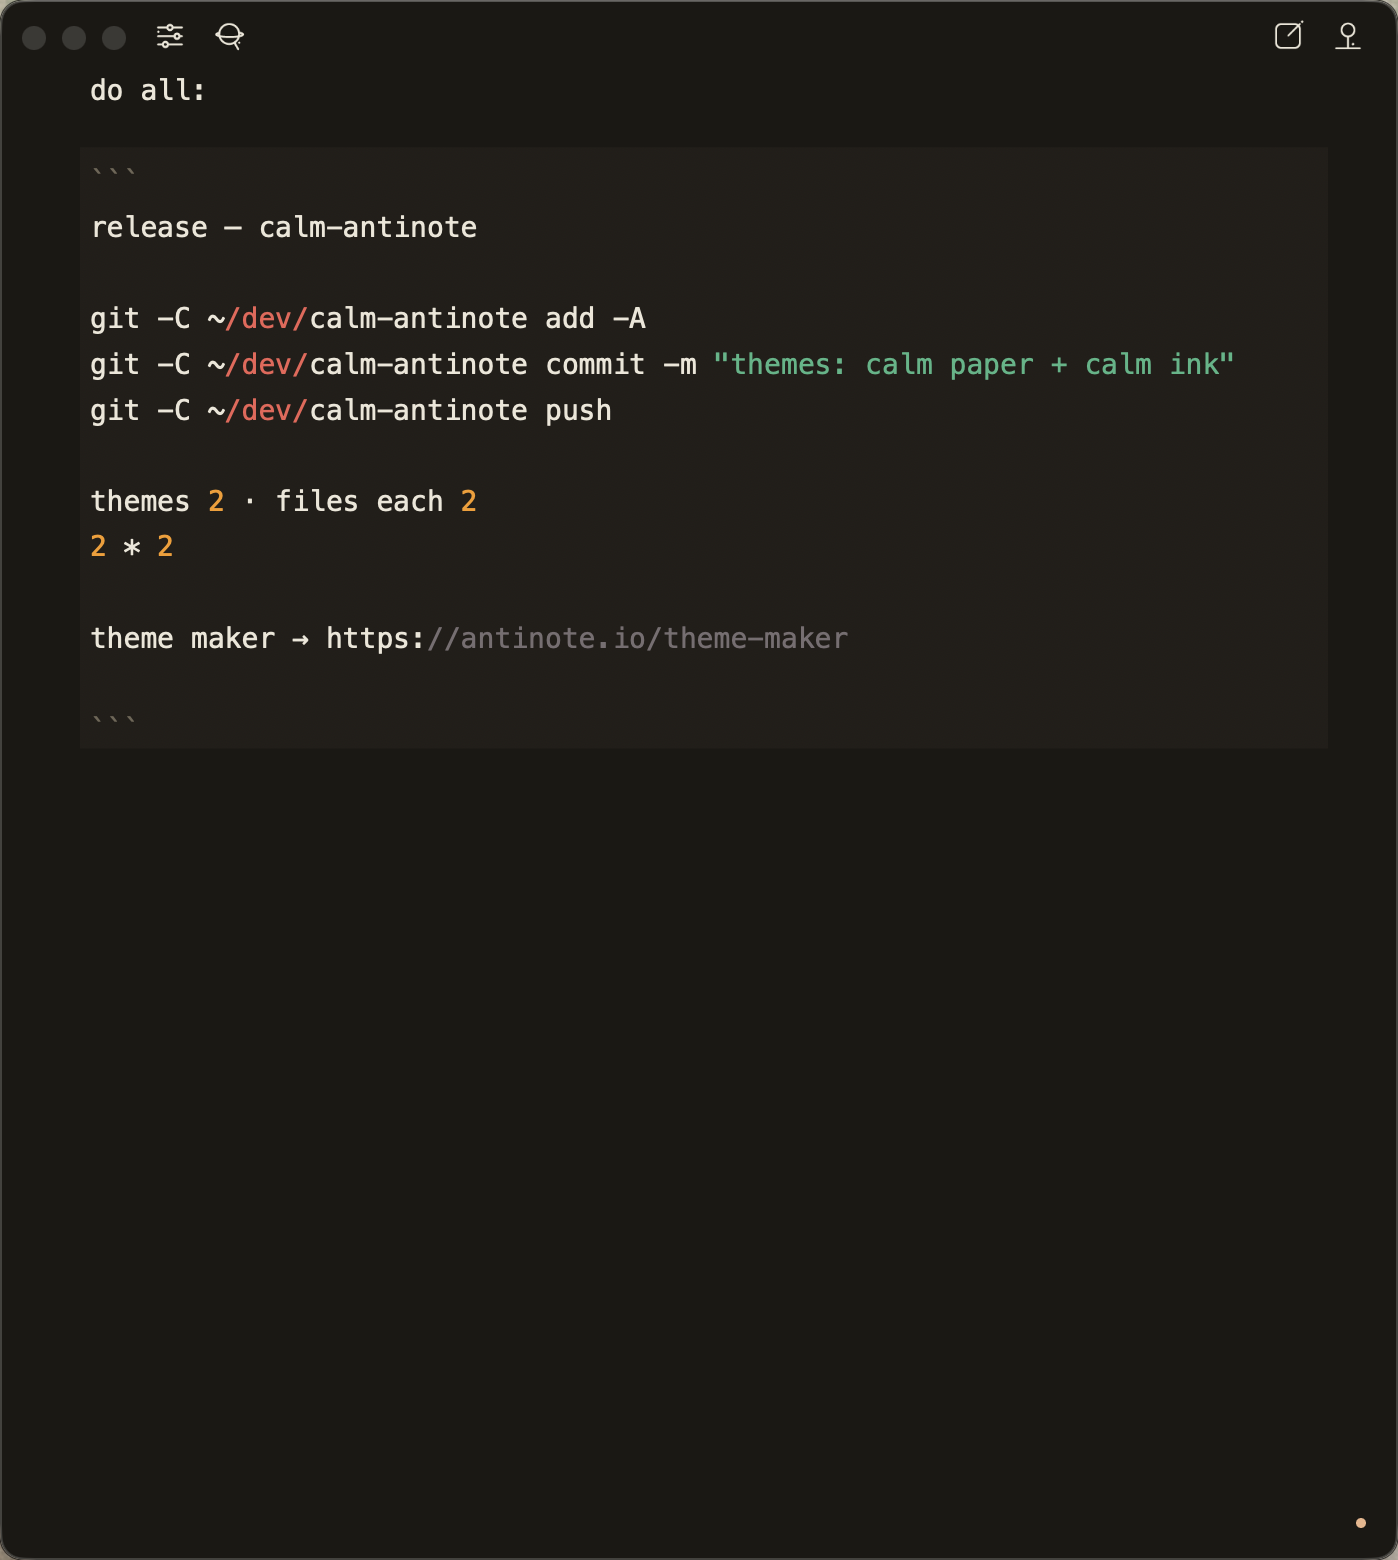 do all:
```
release — calm-antinote
git -C ~/dev/calm-antinote add -A
git -C ~/dev/calm-antinote commit -m "themes: calm paper + calm ink"
git -C ~/dev/calm-antinote push
themes 2 · files each 2
2 * 2
theme maker → https://antinote.io/theme-maker
```